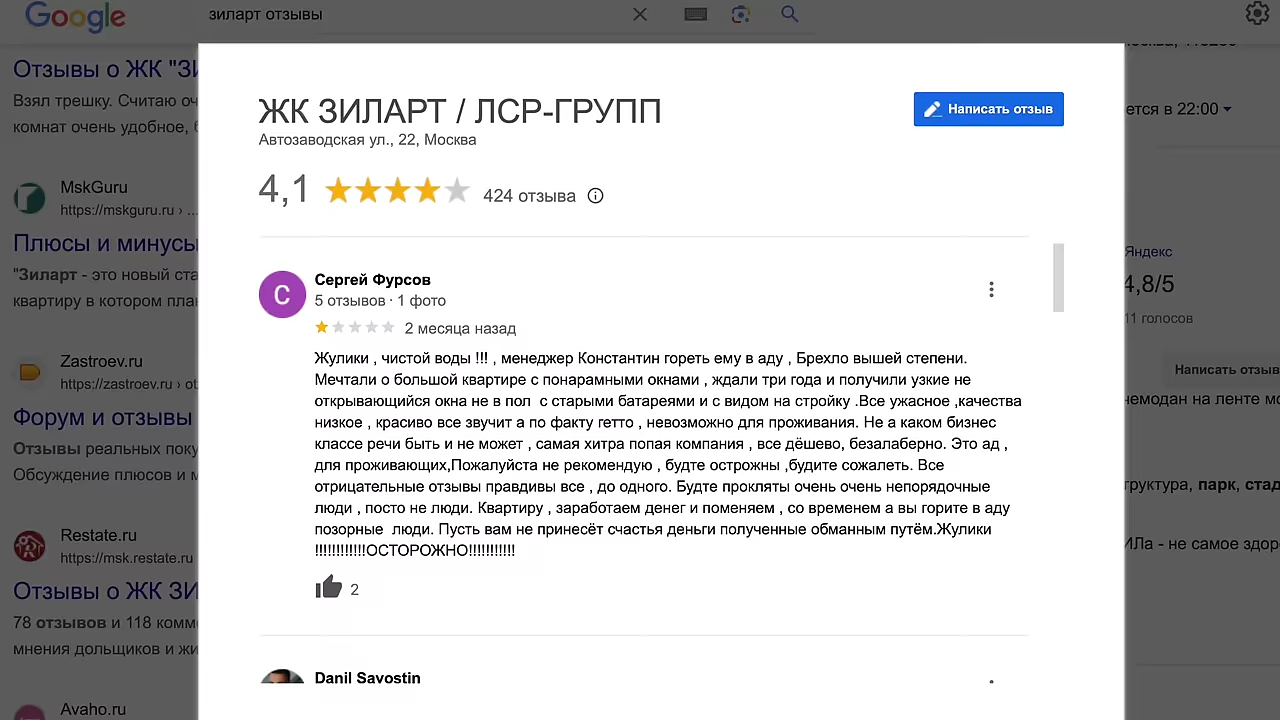 Google
зиларт отзывы
Отзывы о ЖК "ЗИ
Взял трешку. Считаю оч
комнат очень удобное,
MskGuru
https://mskguru.ru › ...
Плюсы и минусы
"Зиларт - это новый ста
квартиру в котором план
Zastroev.ru
https://zastroev.ru › ot
Форум и отзывы
Отзывы реальных поку
Обсуждение плюсов и м
Restate.ru
https://msk.restate.ru
Отзывы о ЖК ЗИ
78 отзывов и 118 комм
мнения дольщиков и жи
Avaho.ru
ЖК ЗИЛАРТ / ЛСР-ГРУПП
Написать отзыв
Автозаводская ул., 22, Москва
4,1
424 отзыва
Сергей Фурсов
5 отзывов · 1 фото
2 месяца назад
Жулики , чистой воды !!! , менеджер Константин гореть ему в аду , Брехло вышей степени.
Мечтали о большой квартире с понарамными окнами , ждали три года и получили узкие не
открывающийся окна не в пол с старыми батареями и с видом на стройку .Все ужасное ,качества
низкое , красиво все звучит а по факту гетто , невозможно для проживания. Не а каком бизнес
классе речи быть и не может , самая хитра попая компания , все дёшево, безалаберно. Это ад ,
для проживающих,Пожалуйста не рекомендую , будте острожны ,будите сожалеть. Все
отрицательные отзывы правдивы все , до одного. Будте прокляты очень очень непорядочные
люди , посто не люди. Квартиру , заработаем денег и поменяем , со временем а вы горите в аду
позорные люди. Пусть вам не принесёт счастья деньги полученные обманным путём.Жулики
!!!!!!!!!!!!ОСТОРОЖНО!!!!!!!!!!!
2
Danil Savostin
ется в 22:00
Яндекс
4,8/5
11 голосов
Написать отзыв
чемодан на ленте мо
труктура, парк, стад
ИЛа - не самое здор